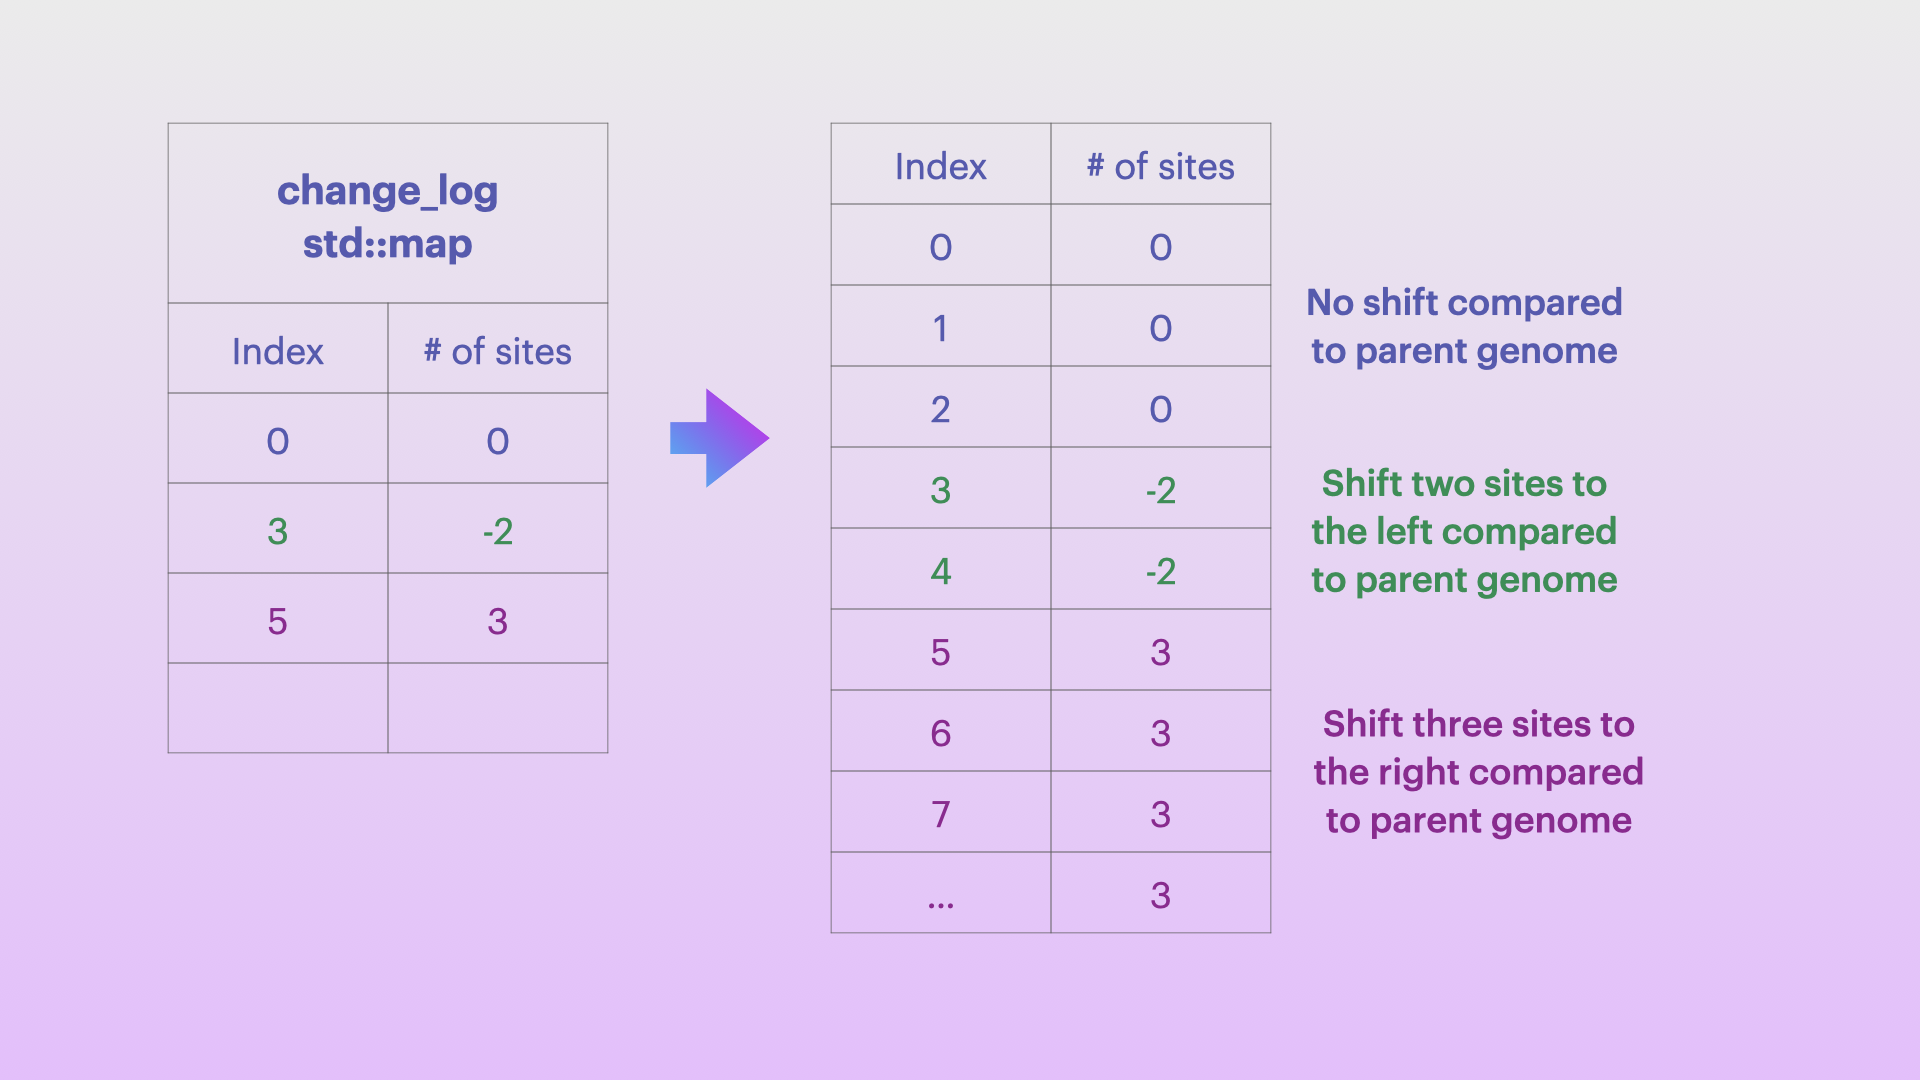 change_log
std::map
Index # of sites
0 0
3 -2
5 3
Index # of sites
0 0
1 0
2 0
3 -2
4 -2
5 3
6 3
7 3
... 3
No shift compared
to parent genome
Shift two sites to
the left compared
to parent genome
Shift three sites to
the right compared
to parent genome